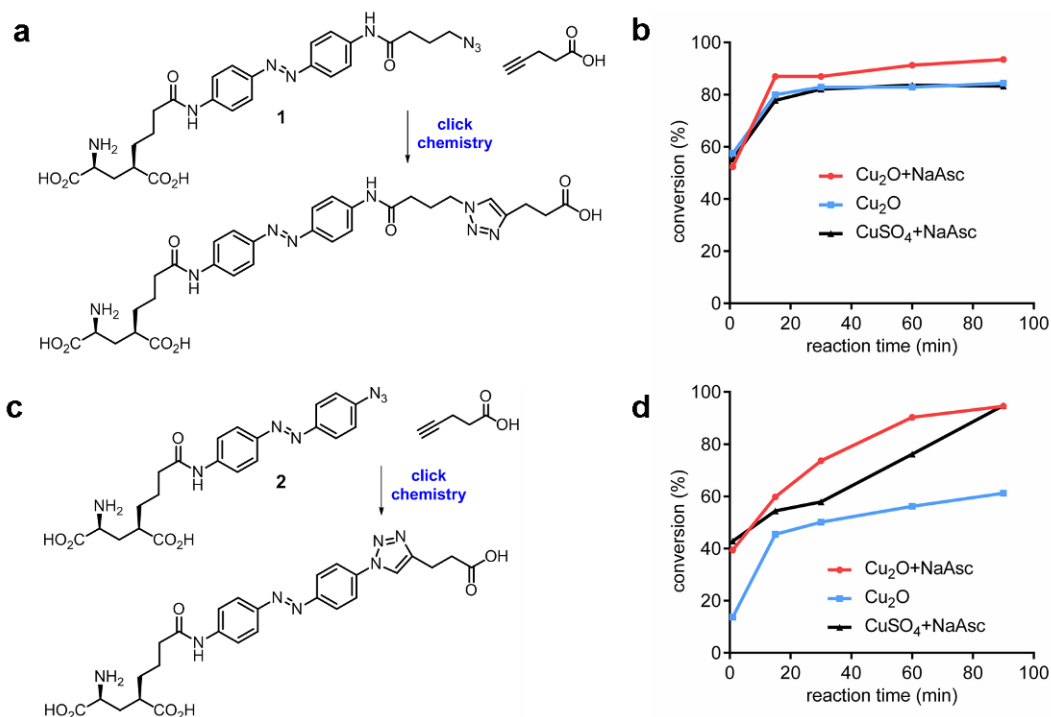 a
H
N
O
N₃
N
N
O
OH
O
N
H
1
NH₂
HO₂C
CO₂H
click
chemistry
H
N
O
N
N
N
O
OH
N
N
O
N
H
NH₂
HO₂C
CO₂H
b
100
80
60
40
20
0
conversion (%)
Cu₂O+NaAsc
Cu₂O
CuSO₄+NaAsc
0 20 40 60 80 100
reaction time (min)
c
N₃
N
N
O
OH
O
N
H
2
NH₂
HO₂C
CO₂H
click
chemistry
N
N
N
OH
O
N
N
O
N
H
NH₂
HO₂C
CO₂H
d
100
80
60
40
20
0
conversion (%)
Cu₂O+NaAsc
Cu₂O
CuSO₄+NaAsc
0 20 40 60 80 100
reaction time (min)